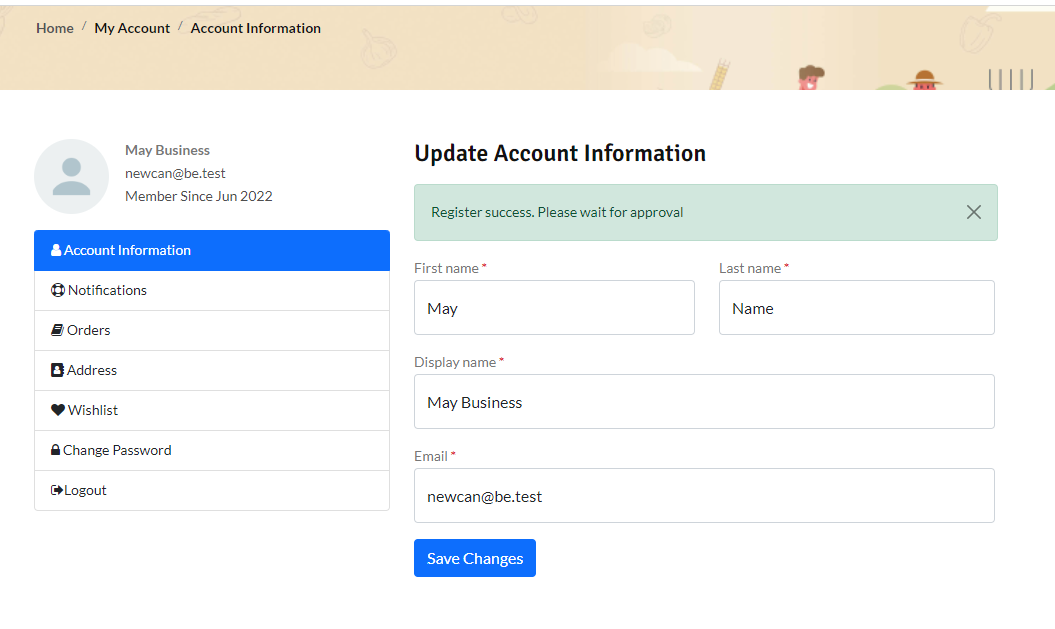 Home / My Account / Account Information
May Business
newcan@be.test
Member Since Jun 2022
Account Information
Notifications
Orders
Address
Wishlist
Change Password
Logout
Update Account Information
Register success. Please wait for approval
First name * Last name *
May Name
Display name *
May Business
Email *
newcan@be.test
Save Changes